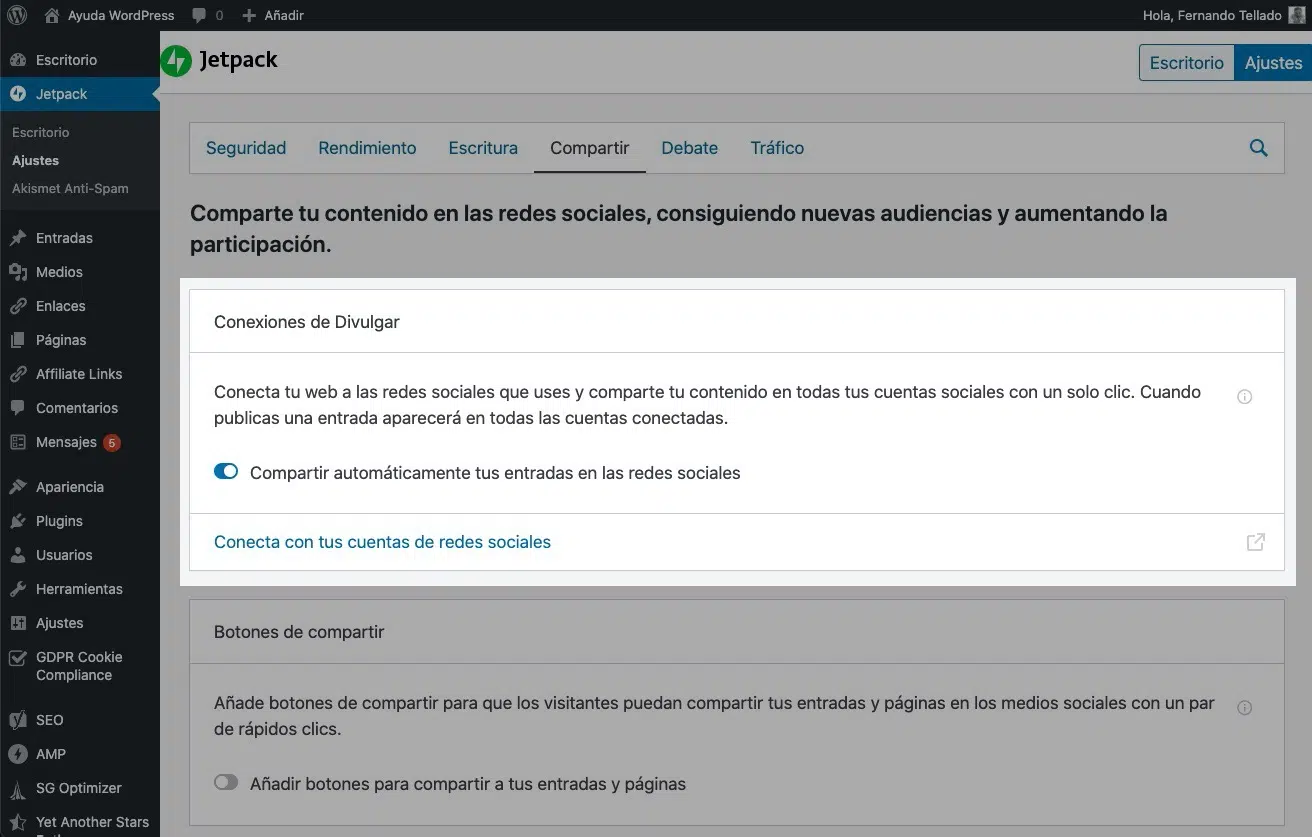 Ayuda WordPress
0
Añadir
Hola, Fernando Tellado
Escritorio
Jetpack
Escritorio
Ajustes
Akismet Anti-Spam
Entradas
Medios
Enlaces
Páginas
Affiliate Links
Comentarios
Mensajes 5
Apariencia
Plugins
Usuarios
Herramientas
Ajustes
GDPR Cookie
Compliance
SEO
AMP
SG Optimizer
Yet Another Stars
Jetpack
Escritorio
Ajustes
Seguridad
Rendimiento
Escritura
Compartir
Debate
Tráfico
Comparte tu contenido en las redes sociales, consiguiendo nuevas audiencias y aumentando la
participación.
Conexiones de Divulgar
Conecta tu web a las redes sociales que uses y comparte tu contenido en todas tus cuentas sociales con un solo clic. Cuando
publicas una entrada aparecerá en todas las cuentas conectadas.
Compartir automáticamente tus entradas en las redes sociales
Conecta con tus cuentas de redes sociales
Botones de compartir
Añade botones de compartir para que los visitantes puedan compartir tus entradas y páginas en los medios sociales con un par
de rápidos clics.
Añadir botones para compartir a tus entradas y páginas